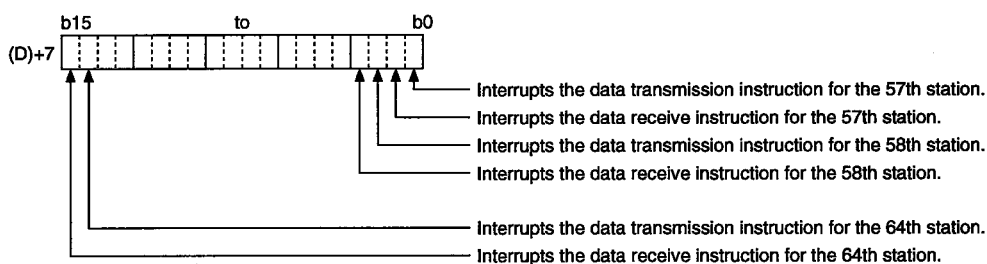 b15 to b0
(D)+7
Interrupts the data transmission instruction for the 57th station.
Interrupts the data receive instruction for the 57th station.
Interrupts the data transmission instruction for the 58th station.
Interrupts the data receive instruction for the 58th station.
Interrupts the data transmission instruction for the 64th station.
Interrupts the data receive instruction for the 64th station.